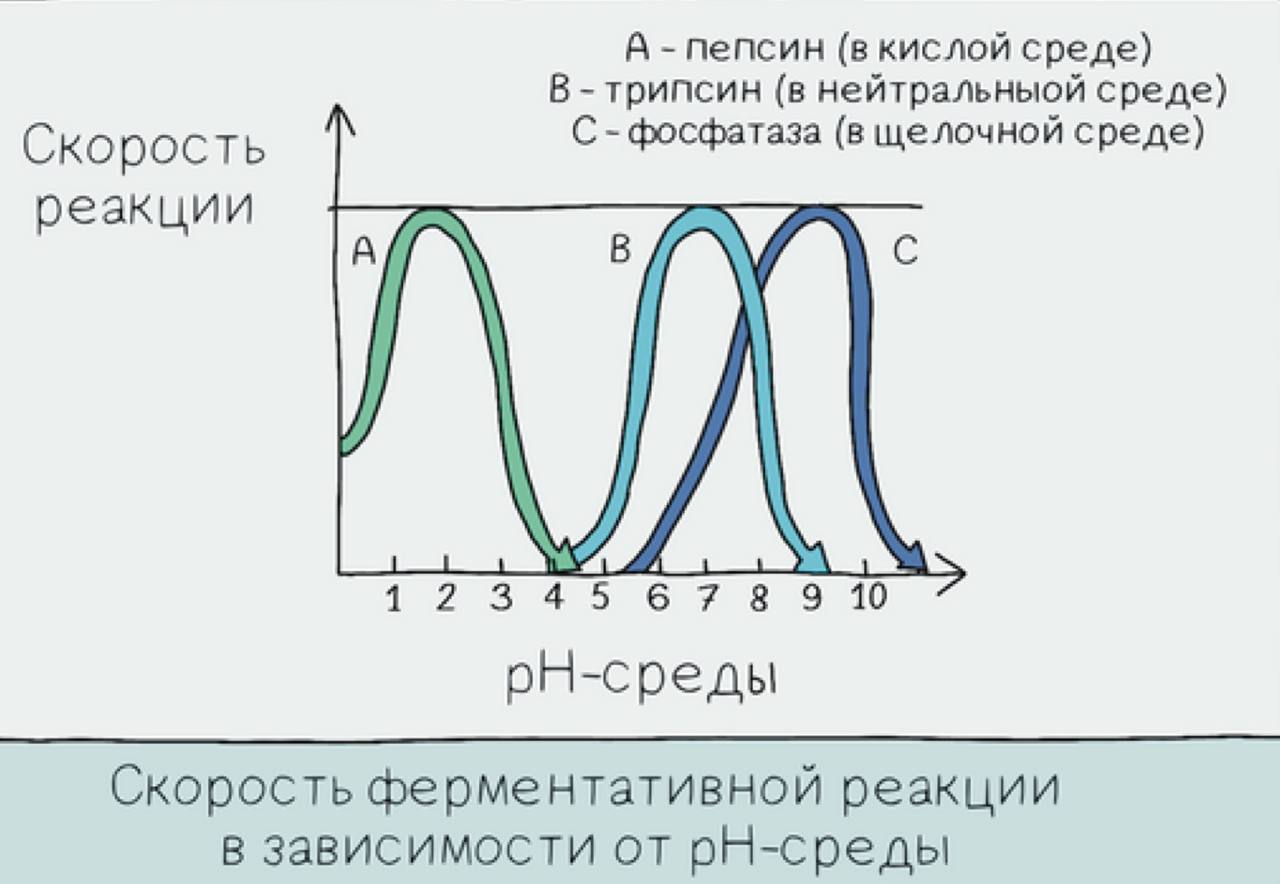 А - пепсин (в кислой среде)
В - трипсин (в нейтральныой среде)
С - фосфатаза (в щелочной среде)
Скорость
реакции
А
В
С
1 2 3 4 5 6 7 8 9 10
pH-среды
Скорость ферментативной реакции
в зависимости от pH-среды